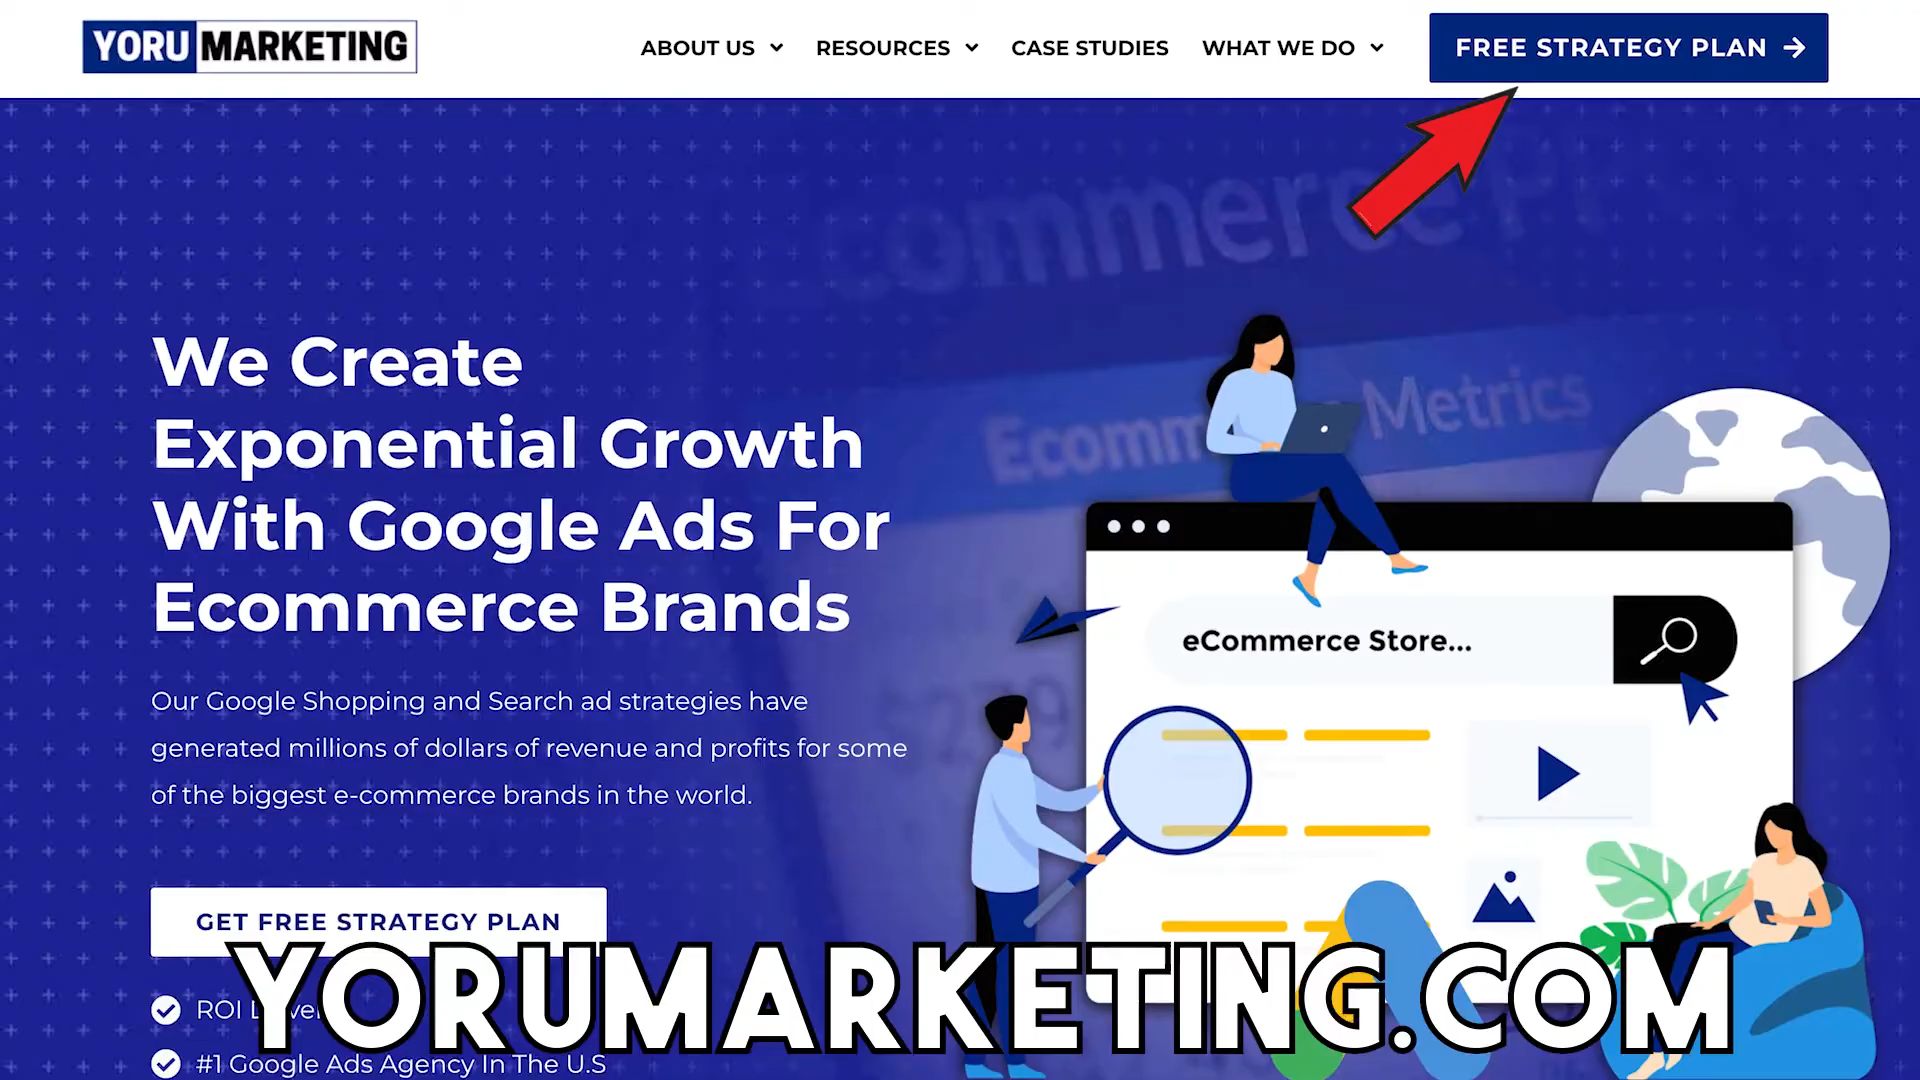 YORU MARKETING
ABOUT US
RESOURCES
CASE STUDIES
WHAT WE DO
FREE STRATEGY PLAN
Ecommerce
Metrics
We Create
Exponential Growth
With Google Ads For
Ecommerce Brands
eCommerce Store...
Our Google Shopping and Search ad strategies have
generated millions of dollars of revenue and profits for some
of the biggest e-commerce brands in the world.
GET FREE STRATEGY PLAN
YORUMARKETING.COM
ROI
#1 Google Ads Agency In The U.S